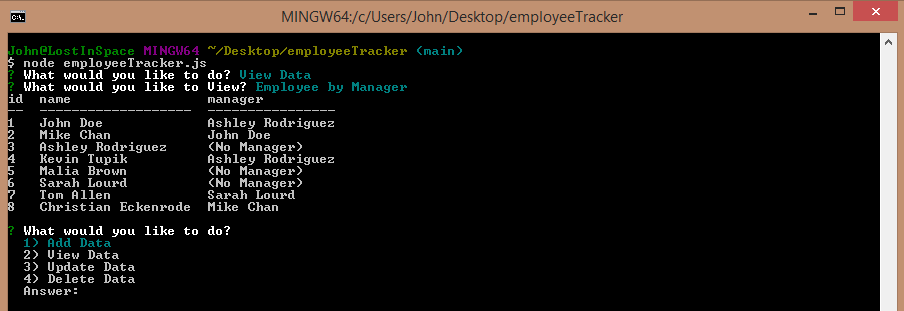 MINGW64:/c/Users/John/Desktop/employeeTracker
John@LostInSpace MINGW64 ~/Desktop/employeeTracker (main)
$ node employeeTracker.js
? What would you like to do? View Data
? What would you like to View? Employee by Manager
id  name                 manager
--  -------------------  ----------------
1   John Doe             Ashley Rodriguez
2   Mike Chan            John Doe
3   Ashley Rodriguez     (No Manager)
4   Kevin Tupik          Ashley Rodriguez
5   Malia Brown          (No Manager)
6   Sarah Lourd          (No Manager)
7   Tom Allen            Sarah Lourd
8   Christian Eckenrode  Mike Chan
? What would you like to do?
1) Add Data
2) View Data
3) Update Data
4) Delete Data
Answer: